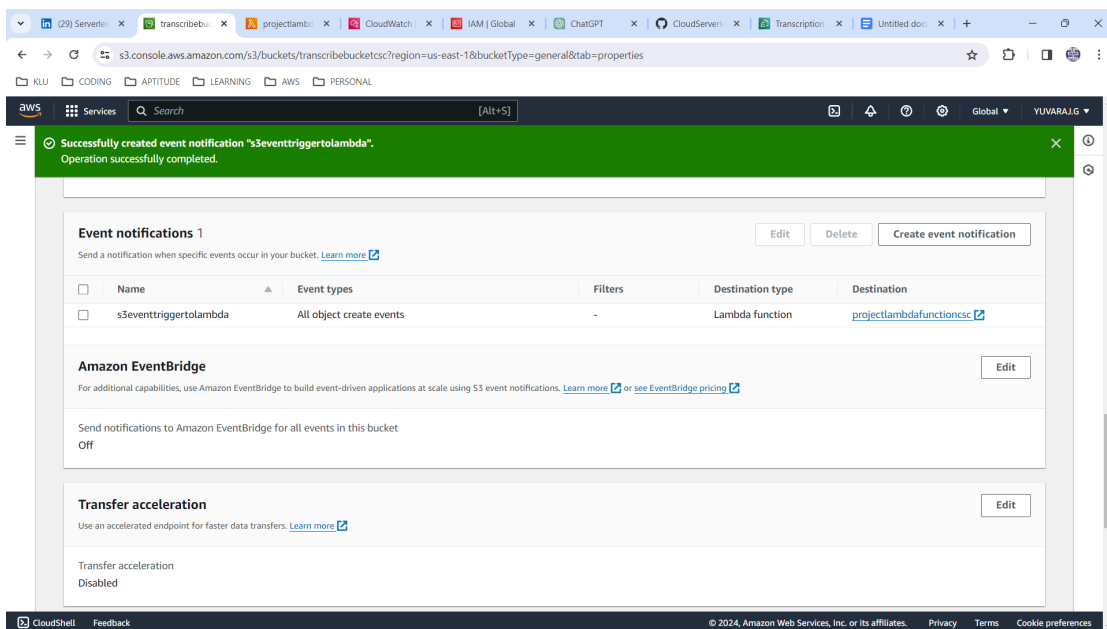 (29) Serverles
transcribebuc
projectlambd
CloudWatch
IAM | Global
ChatGPT
CloudServerl
Transcription
Untitled doc
s3.console.aws.amazon.com/s3/buckets/transcribebucketcsc?region=us-east-1&bucketType=general&tab=properties
KLU CODING APTITUDE LEARNING AWS PERSONAL
aws Services Search [Alt+S] Global YUVARAJ.G
Successfully created event notification "s3eventtriggertolambda".
Operation successfully completed.
Event notifications 1 Edit Delete Create event notification
Send a notification when specific events occur in your bucket. Learn more
Name Event types Filters Destination type Destination
s3eventtriggertolambda All object create events - Lambda function projectlambdafunctioncsc
Amazon EventBridge Edit
For additional capabilities, use Amazon EventBridge to build event-driven applications at scale using S3 event notifications. Learn more or see EventBridge pricing
Send notifications to Amazon EventBridge for all events in this bucket
Off
Transfer acceleration Edit
Use an accelerated endpoint for faster data transfers. Learn more
Transfer acceleration
Disabled
CloudShell Feedback © 2024, Amazon Web Services, Inc. or its affiliates. Privacy Terms Cookie preferences